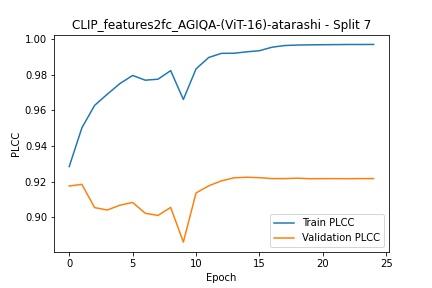 CLIP_features2fc_AGIQA-(ViT-16)-atarashi - Split 7
1.00
0.98
0.96
0.94
0.92
0.90
PLCC
Train PLCC
Validation PLCC
0
5
10
15
20
25
Epoch